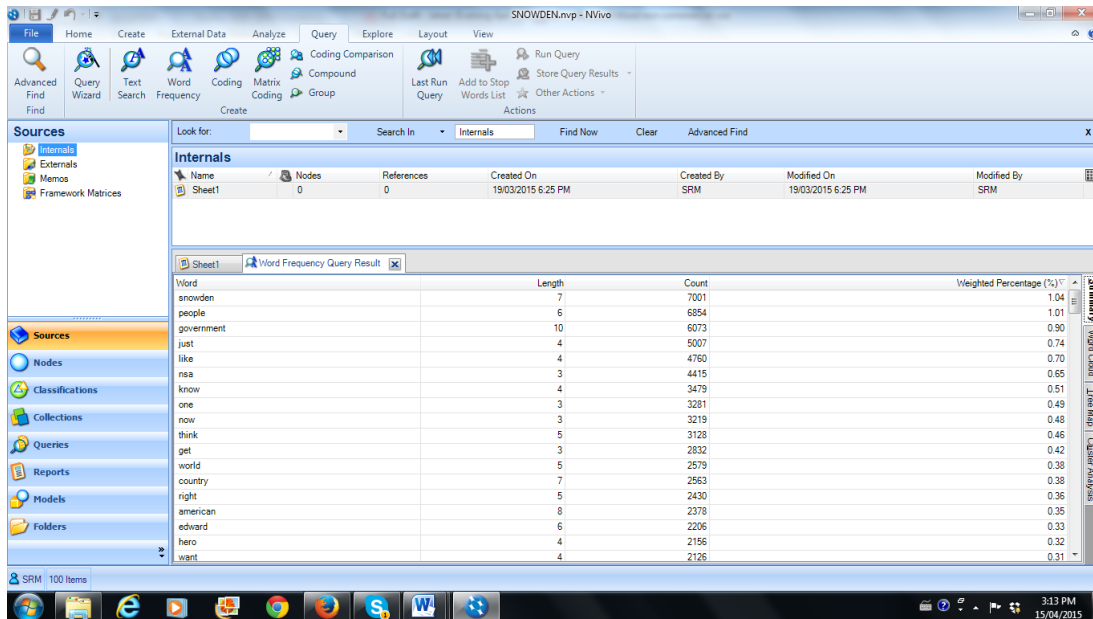 SNOWDEN.nvp - NVivo
File Home Create External Data Analyze Query Explore Layout View
Advanced Find
Query Wizard
Text Search
Word Frequency
Coding
Matrix Coding
Coding Comparison
Compound
Group
Last Run Query
Add to Stop Words List
Run Query
Store Query Results
Other Actions
Find Create Actions
Sources
Internals
Externals
Memos
Framework Matrices
Look for: Search In Internals Find Now Clear Advanced Find x
Internals
Name Nodes References Created On Created By Modified On Modified By
Sheet1 0 0 19/03/2015 6:25 PM SRM 19/03/2015 6:25 PM SRM
Sheet1 Word Frequency Query Result
Word Length Count Weighted Percentage (%)
snowden 7 7001 1.04
people 6 6854 1.01
government 10 6073 0.90
just 4 5007 0.74
like 4 4760 0.70
nsa 3 4415 0.65
know 4 3479 0.51
one 3 3281 0.49
now 3 3219 0.48
think 5 3128 0.46
get 3 2832 0.42
world 5 2579 0.38
country 7 2563 0.38
right 5 2430 0.36
american 8 2378 0.35
edward 6 2206 0.33
hero 4 2156 0.32
want 4 2126 0.31
Summary
Word Cloud
Tree Map
Cluster Analysis
Sources
Nodes
Classifications
Collections
Queries
Reports
Models
Folders
SRM 100 Items
3:13 PM
15/04/2015